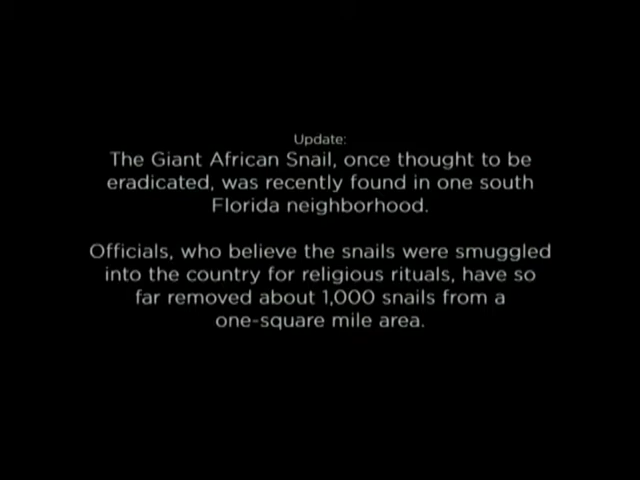 Update:
The Giant African Snail, once thought to be
eradicated, was recently found in one south
Florida neighborhood.
Officials, who believe the snails were smuggled
into the country for religious rituals, have so
far removed about 1,000 snails from a
one-square mile area.